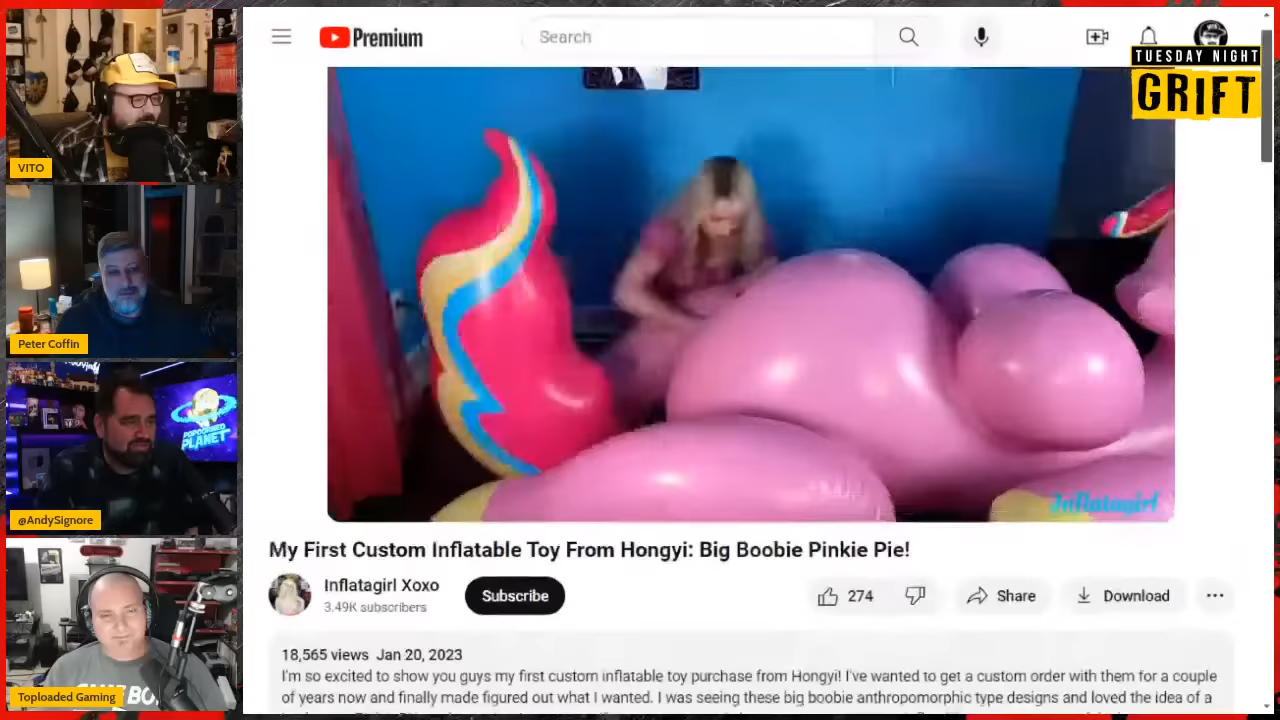 VITO
Peter Coffin
POPCORNED
PLANET
@AndySignore
Toploaded Gaming
Premium
Search
TUESDAY NIGHT
GRIFT
Inflatagirl
My First Custom Inflatable Toy From Hongyi: Big Boobie Pinkie Pie!
Inflatagirl Xoxo
3.49K subscribers
Subscribe
274
Share
Download
18,565 views Jan 20, 2023
I'm so excited to show you guys my first custom inflatable toy purchase from Hongyi! I've wanted to get a custom order with them for a couple
of years now and finally made figured out what I wanted. I was seeing these big boobie anthropomorphic type designs and loved the idea of a